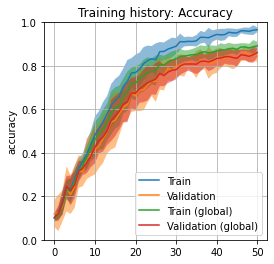 Training history: Accuracy
1.0
0.8
0.6
0.4
0.2
0.0
accuracy
0 10 20 30 40 50
Train
Validation
Train (global)
Validation (global)